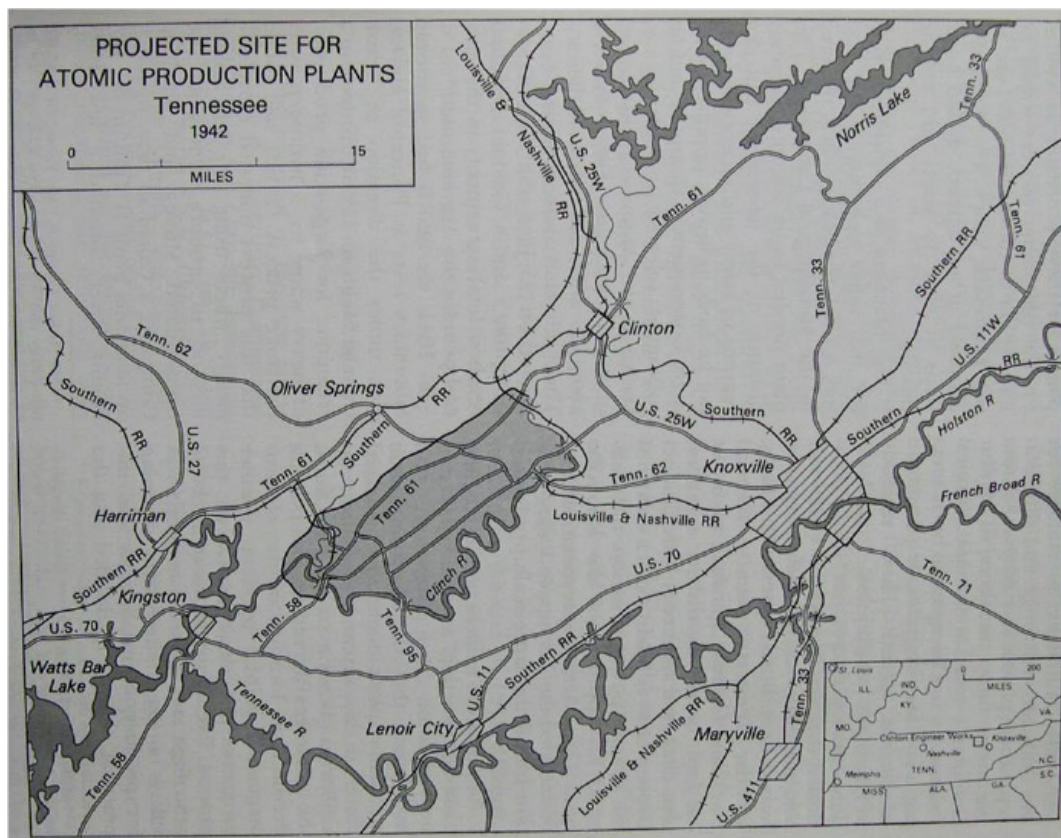 PROJECTED SITE FOR
ATOMIC PRODUCTION PLANTS
Tennessee
1942
0 15
MILES
Louisville &
Nashville
RR
U.S. 25W
Norris Lake
Tenn. 33
Tenn. 61
Tenn. 33
Southern RR
Tenn. 61
U.S. 11W
Clinton
Tenn. 62
Oliver Springs
RR
Southern
Southern
RR
U.S. 27
Tenn. 61
Harriman
Tenn. 61
U.S. 25W
Southern
RR
Knoxville
Tenn. 62
Louisville & Nashville RR
Southern
RR
Holston R
French Broad R
Southern RR
Kingston
U.S. 70
Clinch R
Tenn. 58
Tenn. 95
U.S. 70
Tenn. 71
Watts Bar
Lake
Tennessee R
U.S. 11
Southern RR
Lenoir City
Tenn. 33
Maryville
Louisville & Nashville RR
Tenn. 58
U.S. 411
St. Louis
0 200
MILES
ILL.
IND.
KY.
VA.
MO.
Clinton Engineer Works
Knoxville
Nashville
N.C.
S.C.
Memphis
TENN.
MISS.
ALA.
GA.